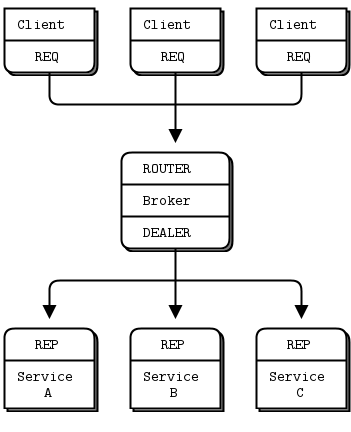 Client Client Client
REQ REQ REQ
ROUTER
Broker
DEALER
REP REP REP
Service Service Service
A B C